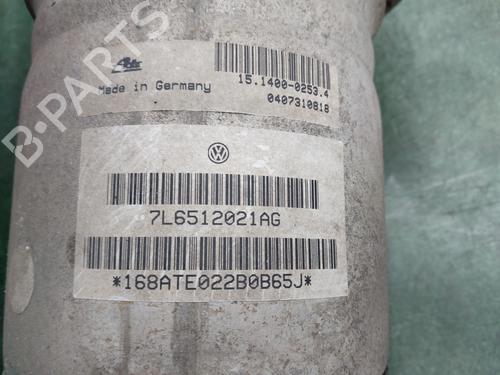 ate
15.1400-0253.4
Made in Germany
0407310818
VW
7L6512021AG
*168ATE022B0B65J*
B-PARTS